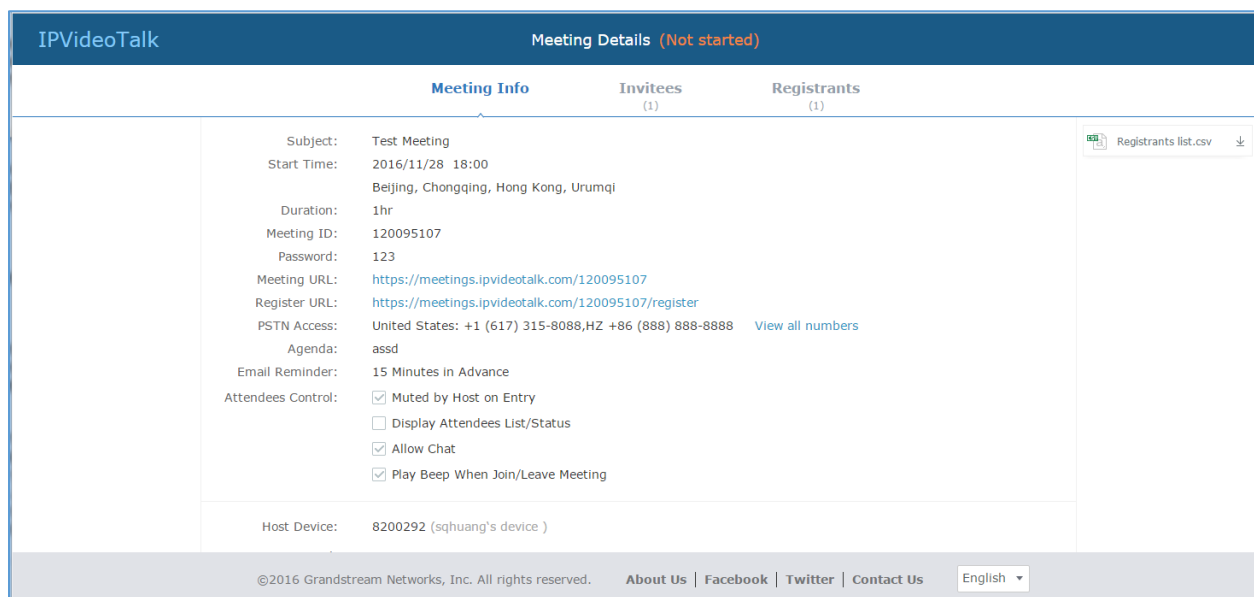 IPVideoTalk
Meeting Details (Not started)
Meeting Info Invitees Registrants
(1) (1)
Subject: Test Meeting
Start Time: 2016/11/28 18:00
Beijing, Chongqing, Hong Kong, Urumqi
Duration: 1hr
Meeting ID: 120095107
Password: 123
Meeting URL: https://meetings.ipvideotalk.com/120095107
Register URL: https://meetings.ipvideotalk.com/120095107/register
PSTN Access: United States: +1 (617) 315-8088,HZ +86 (888) 888-8888 View all numbers
Agenda: assd
Email Reminder: 15 Minutes in Advance
Attendees Control: Muted by Host on Entry
Display Attendees List/Status
Allow Chat
Play Beep When Join/Leave Meeting
Host Device: 8200292 (sqhuang's device )
Registrants list.csv
©2016 Grandstream Networks, Inc. All rights reserved. About Us | Facebook | Twitter | Contact Us English